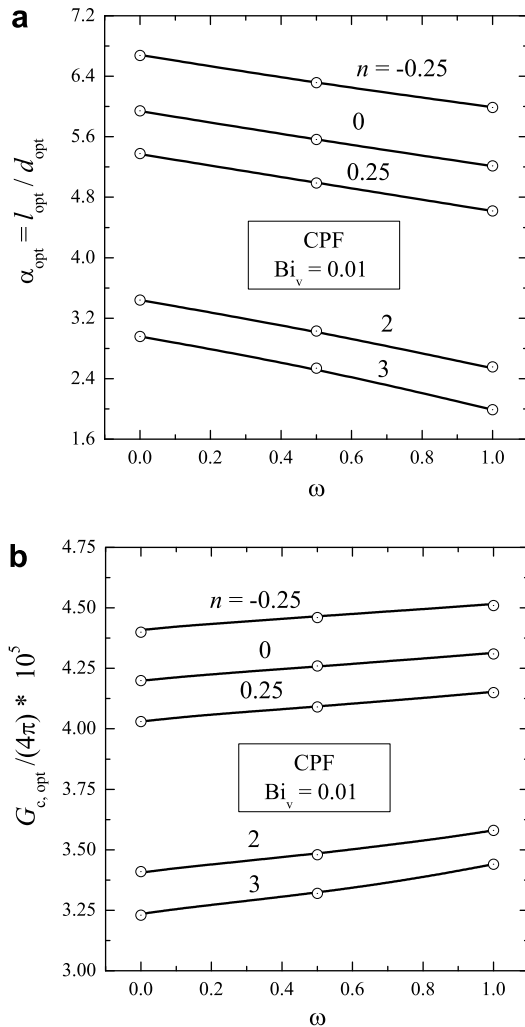 a
7.2
6.4
5.6
4.8
4.0
3.2
2.4
1.6
α_opt = l_opt / d_opt
n = -0.25
0
0.25
CPF
Bi_v = 0.01
2
3
0.0 0.2 0.4 0.6 0.8 1.0
ω
b
4.75
4.50
4.25
4.00
3.75
3.50
3.25
3.00
G_c, opt /(4π) * 10^5
n = -0.25
0
0.25
CPF
Bi_v = 0.01
2
3
0.0 0.2 0.4 0.6 0.8 1.0
ω